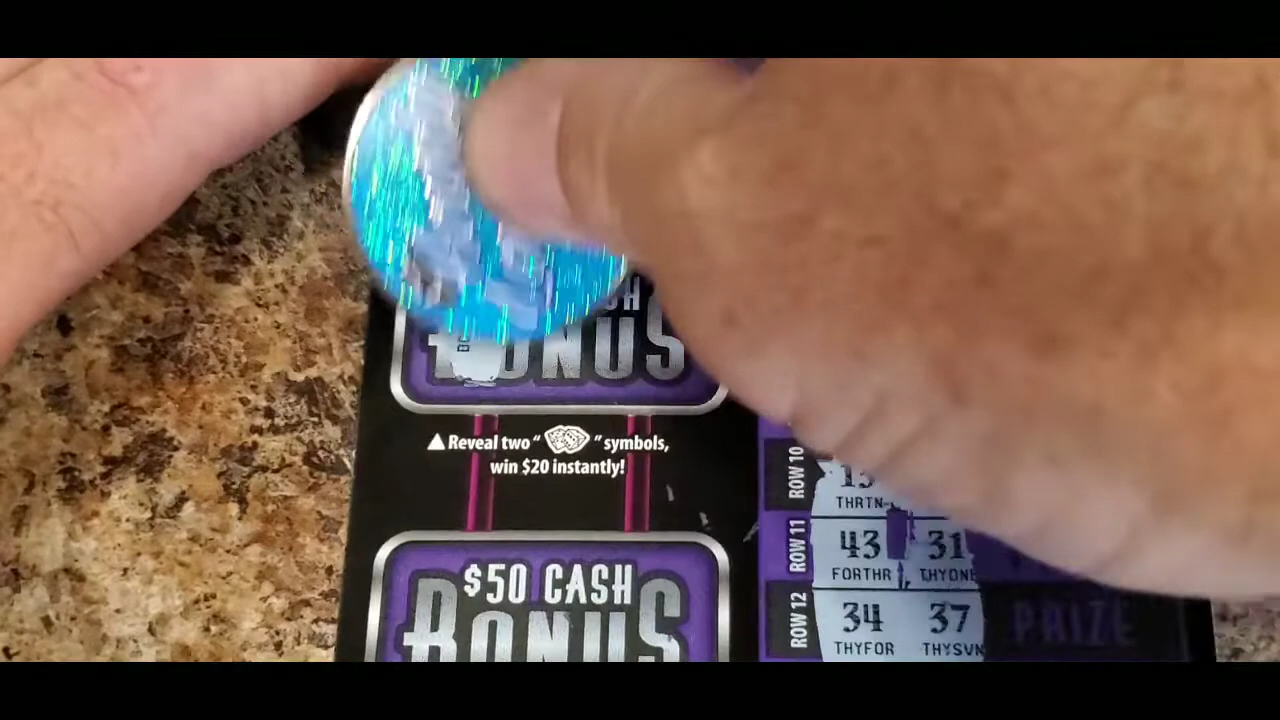 BONUS
▲Reveal two " " symbols,
win $20 instantly!
$50 CASH
BONUS
ROW 10
THRTN
ROW 11
43 31
FORTHR THYONE
ROW 12
34 37
THYFOR THYSVN
PRIZE